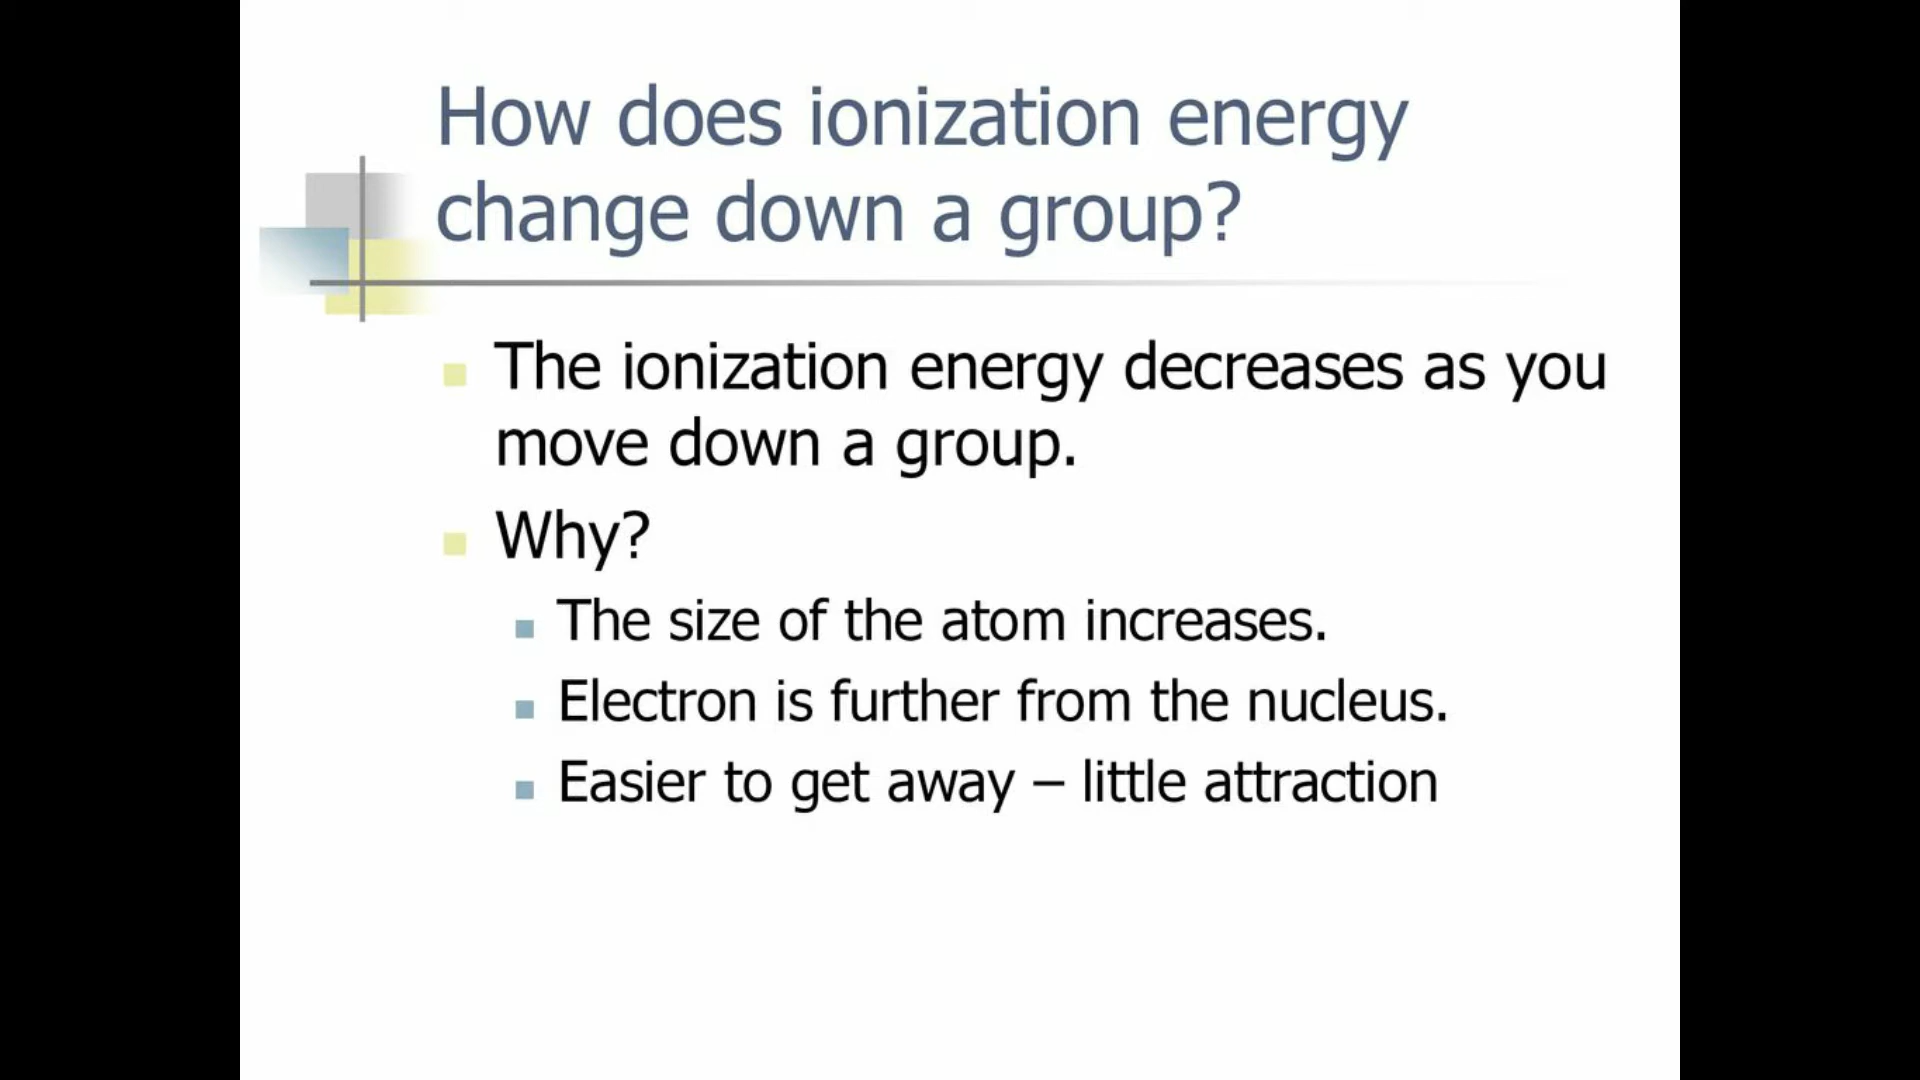 How does ionization energy
change down a group?
The ionization energy decreases as you
move down a group.
Why?
The size of the atom increases.
Electron is further from the nucleus.
Easier to get away – little attraction